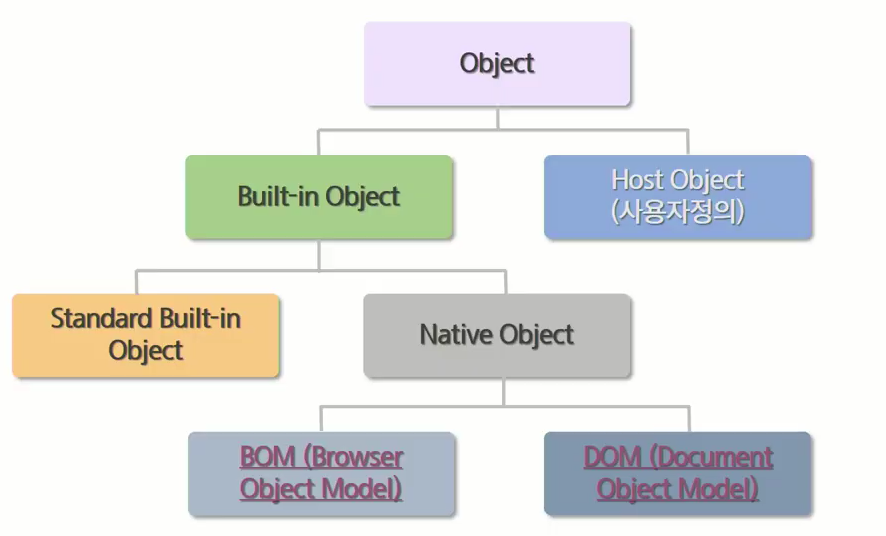 Object
Built-in Object
Host Object
(사용자정의)
Standard Built-in
Object
Native Object
BOM (Browser
Object Model)
DOM (Document
Object Model)